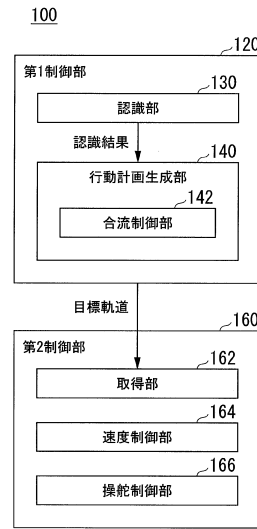 100
120
第1制御部
130
認識部
認識結果
140
行動計画生成部
142
合流制御部
目標軌道
160
第2制御部
162
取得部
164
速度制御部
166
操舵制御部